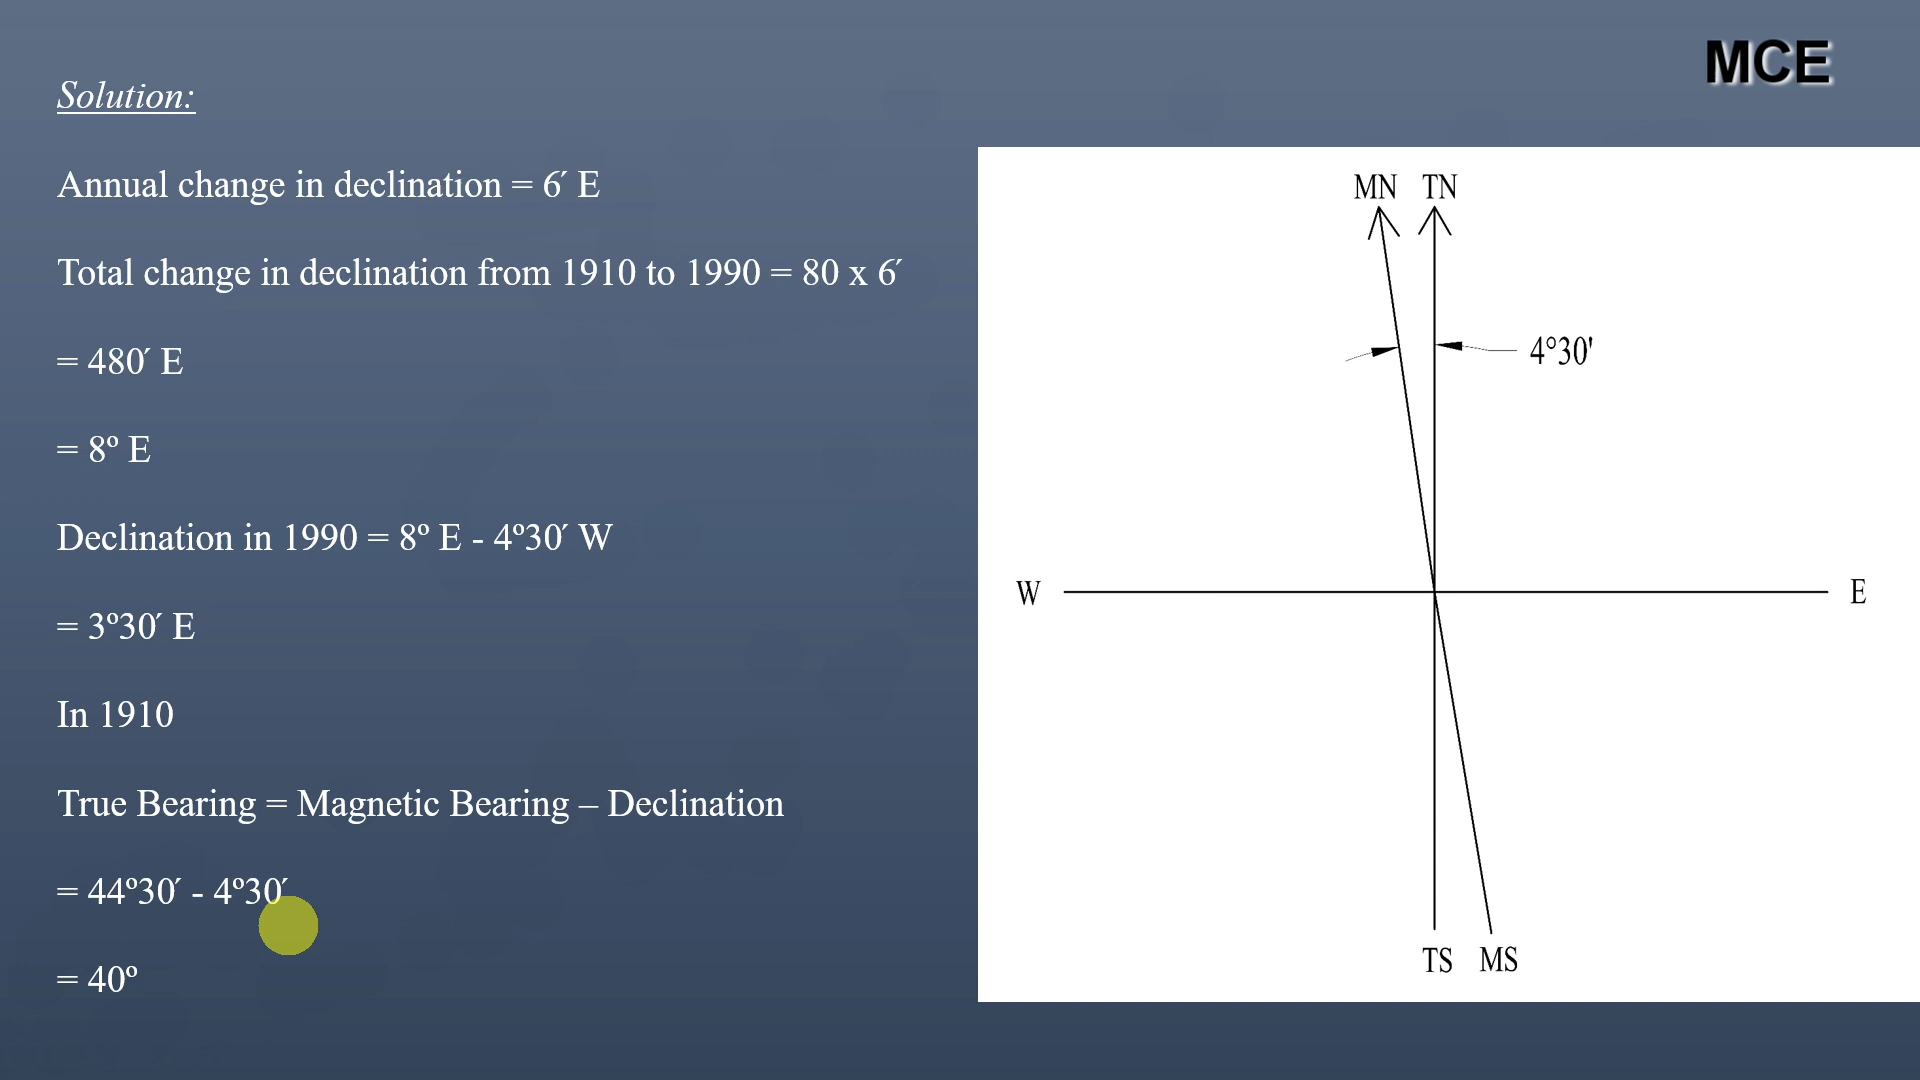 MCE
Solution:
Annual change in declination = 6′ E
Total change in declination from 1910 to 1990 = 80 x 6′
= 480′ E
= 8º E
Declination in 1990 = 8º E - 4º30′ W
= 3º30′ E
In 1910
True Bearing = Magnetic Bearing – Declination
= 44º30′ - 4º30′
= 40º
MN TN
4°30'
W E
TS MS